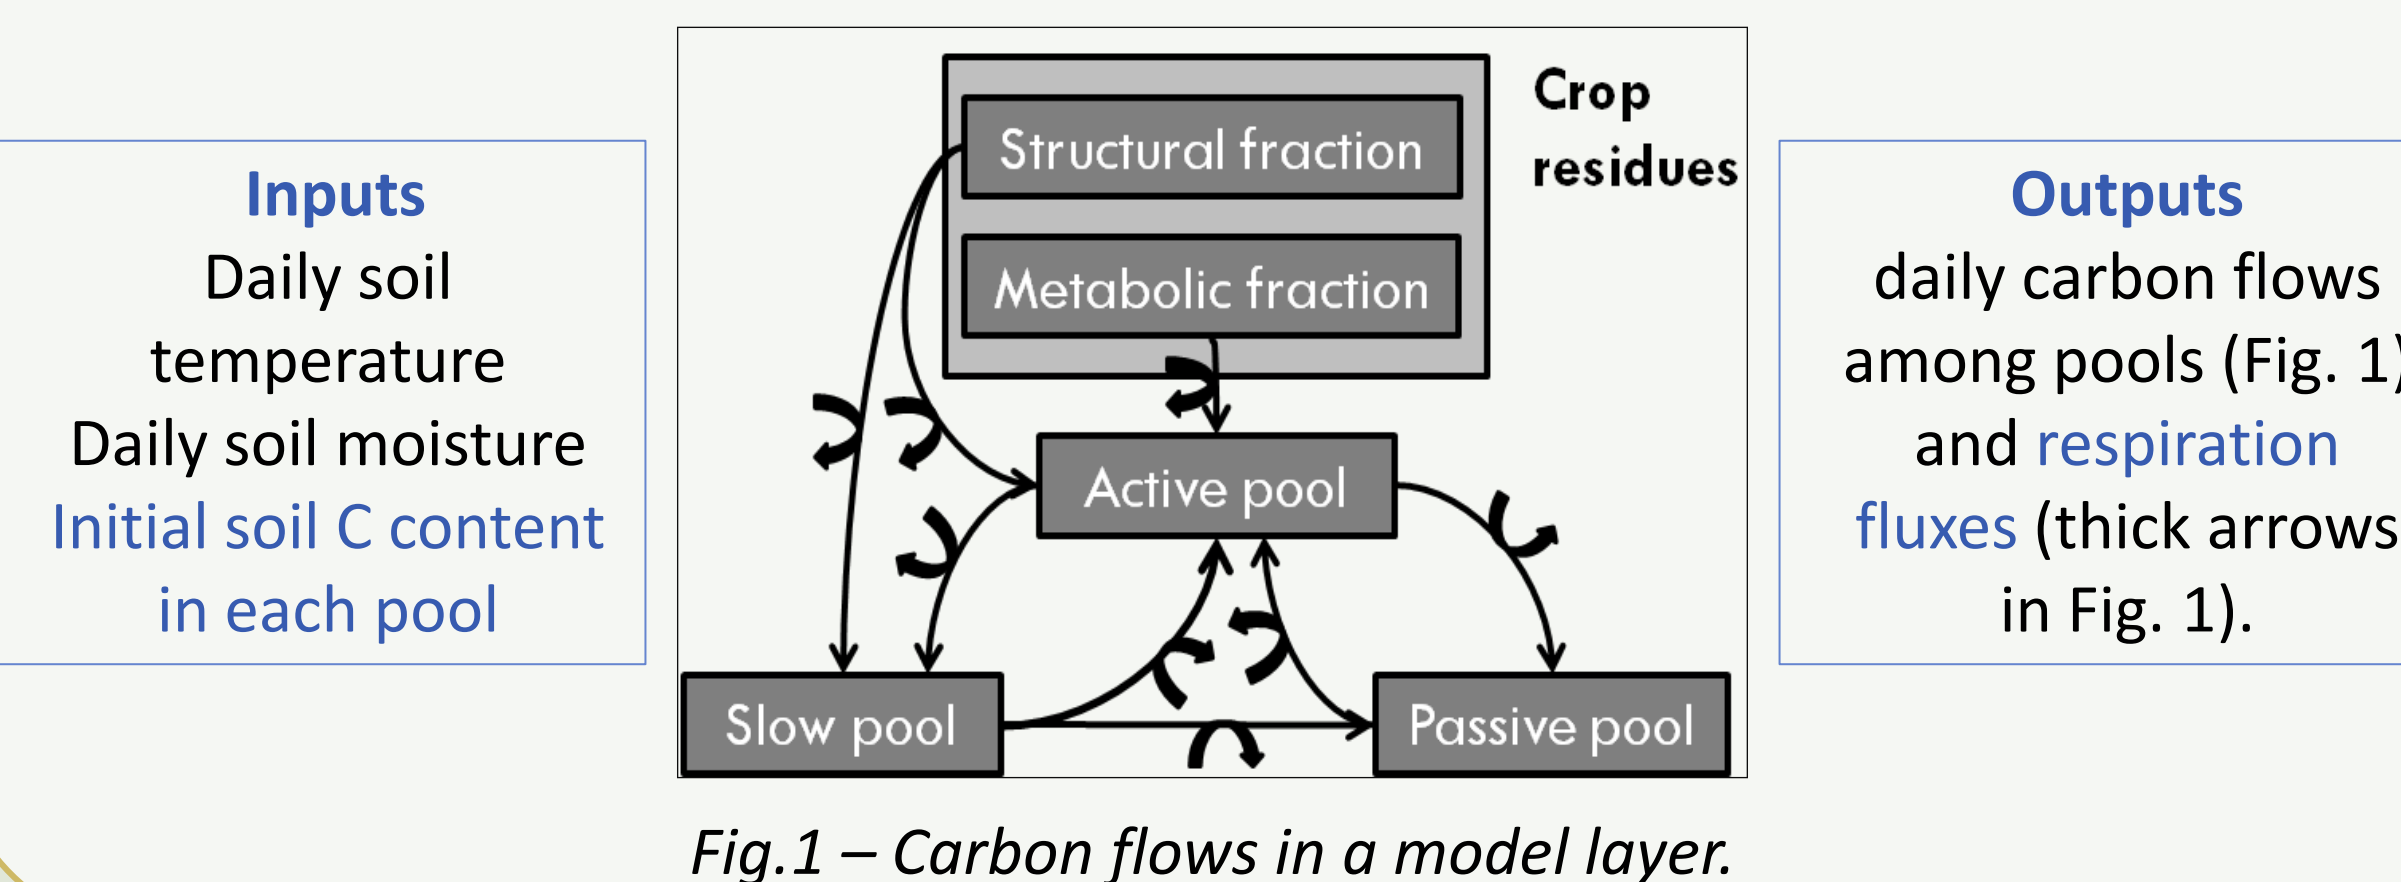 Inputs
Daily soil
temperature
Daily soil moisture
Initial soil C content
in each pool
Crop
residues
Structural fraction
Metabolic fraction
Active pool
Slow pool
Passive pool
Fig.1 – Carbon flows in a model layer.
Outputs
daily carbon flows
among pools (Fig. 1)
and respiration
fluxes (thick arrows
in Fig. 1).